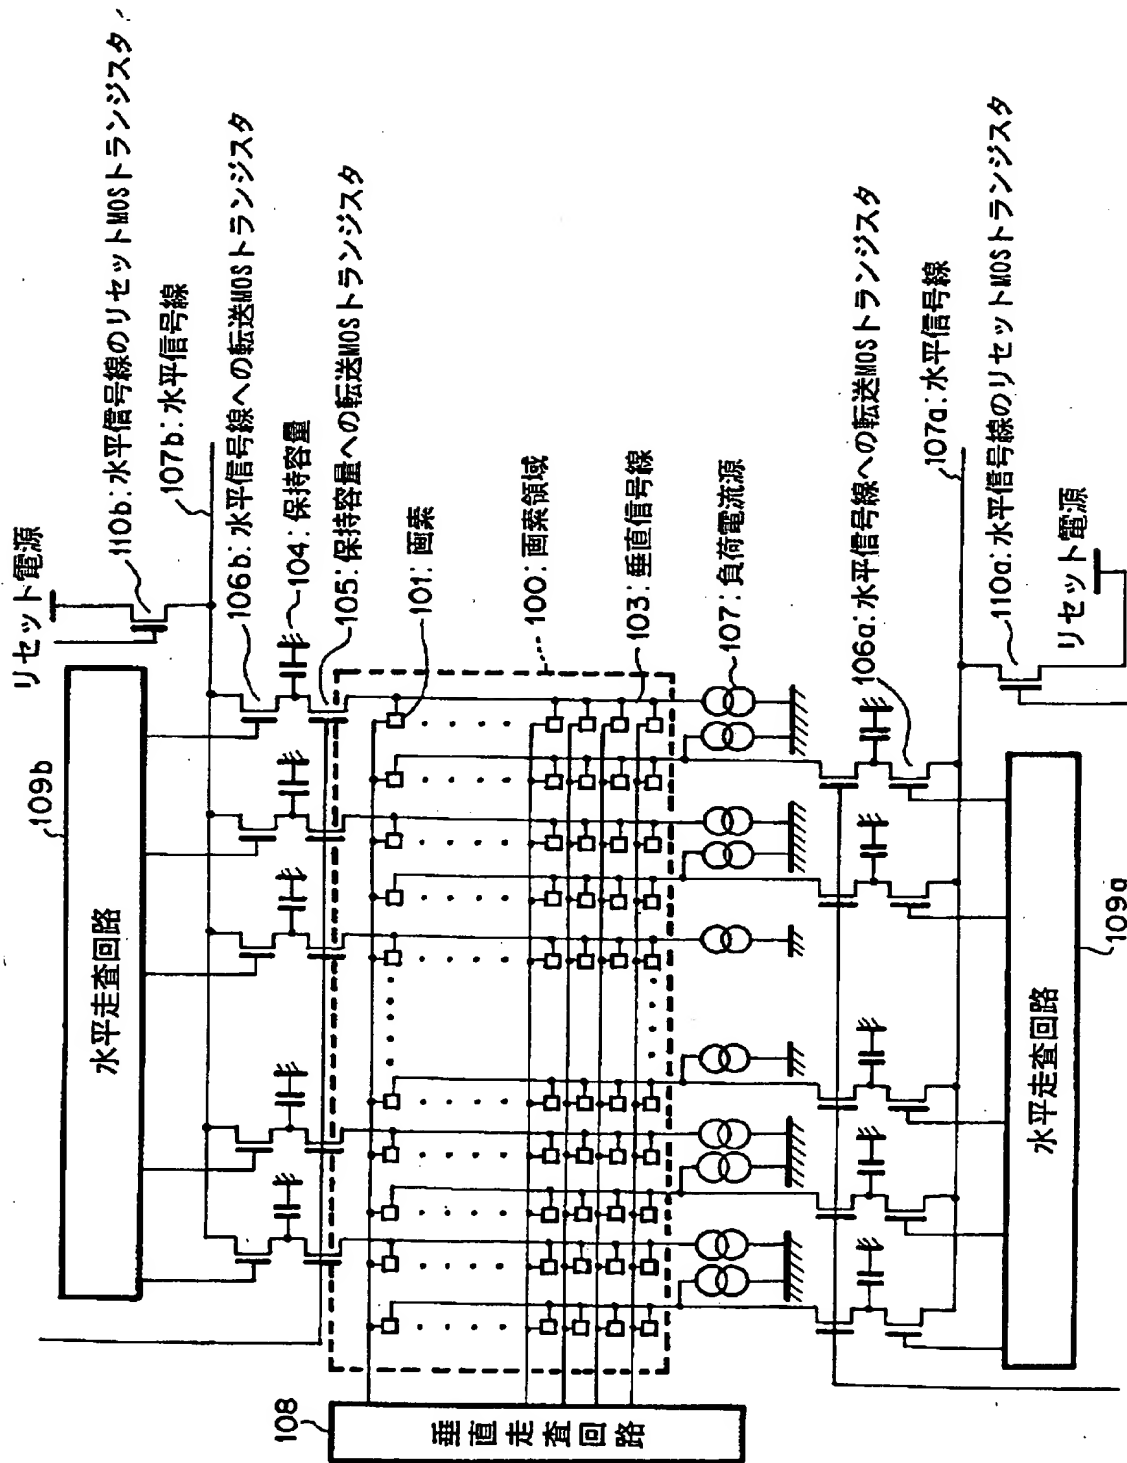 リセット電源
110b:水平信号線のリセットMOSトランジスタ
107b:水平信号線
106b:水平信号線への転送MOSトランジスタ
104:保持容量
105:保持容量への転送MOSトランジスタ
101:画素
100:画素領域
103:垂直信号線
107:負荷電流源
106a:水平信号線への転送MOSトランジスタ
107a:水平信号線
110a:水平信号線のリセットMOSトランジスタ
リセット電源
109b
水平走査回路
108
垂直走査回路
水平走査回路
109a